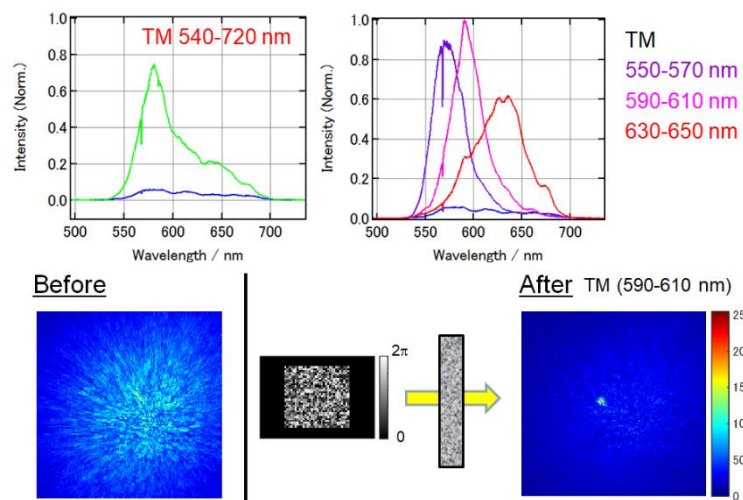 TM 540-720 nm
Intensity (Norm.)
1.0
0.8
0.6
0.4
0.2
0.0
500 550 600 650 700
Wavelength / nm
Intensity (Norm.)
1.0
0.8
0.6
0.4
0.2
0.0
500 550 600 650 700
Wavelength / nm
TM
550-570 nm
590-610 nm
630-650 nm
Before
2π
0
After TM (590-610 nm)
50